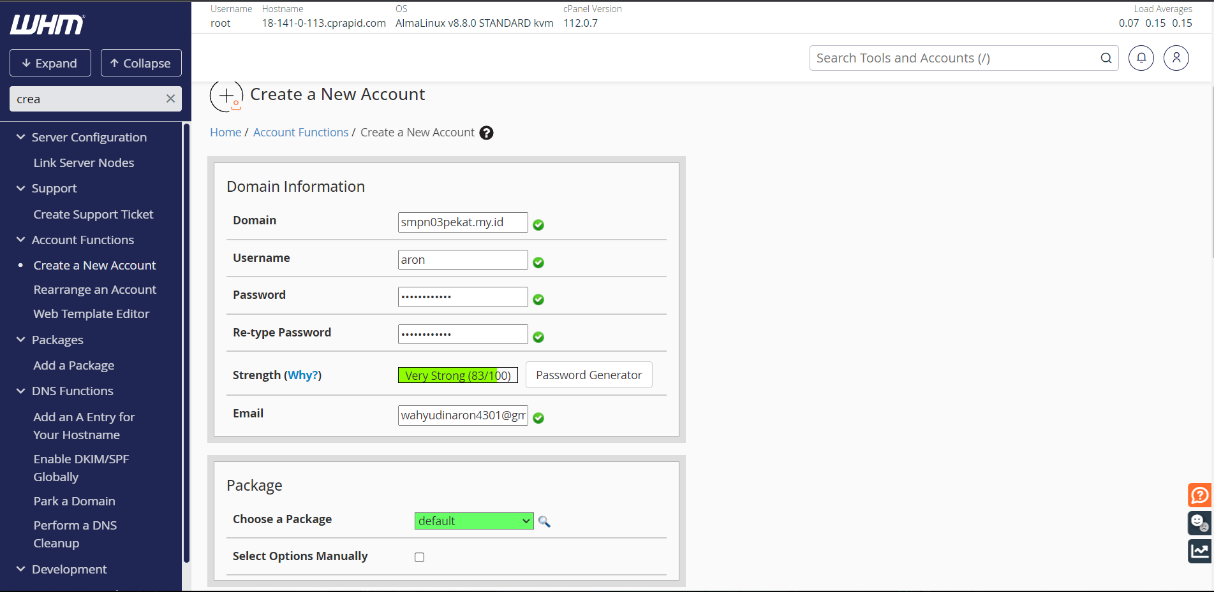 WHM
Expand
Collapse
crea
Server Configuration
Link Server Nodes
Support
Create Support Ticket
Account Functions
Create a New Account
Rearrange an Account
Web Template Editor
Packages
Add a Package
DNS Functions
Add an A Entry for
Your Hostname
Enable DKIM/SPF
Globally
Park a Domain
Perform a DNS
Cleanup
Development
Username Hostname OS cPanel Version Load Averages
root 18-141-0-113.cprapid.com AlmaLinux v8.8.0 STANDARD kvm 112.0.7 0.07 0.15 0.15
Search Tools and Accounts (/)
Create a New Account
Home / Account Functions / Create a New Account
Domain Information
Domain smpn03pekat.my.id
Username aron
Password ••••••••••••
Re-type Password ••••••••••••
Strength (Why?) Very Strong (83/100) Password Generator
Email wahyudinaron4301@gm
Package
Choose a Package default
Select Options Manually